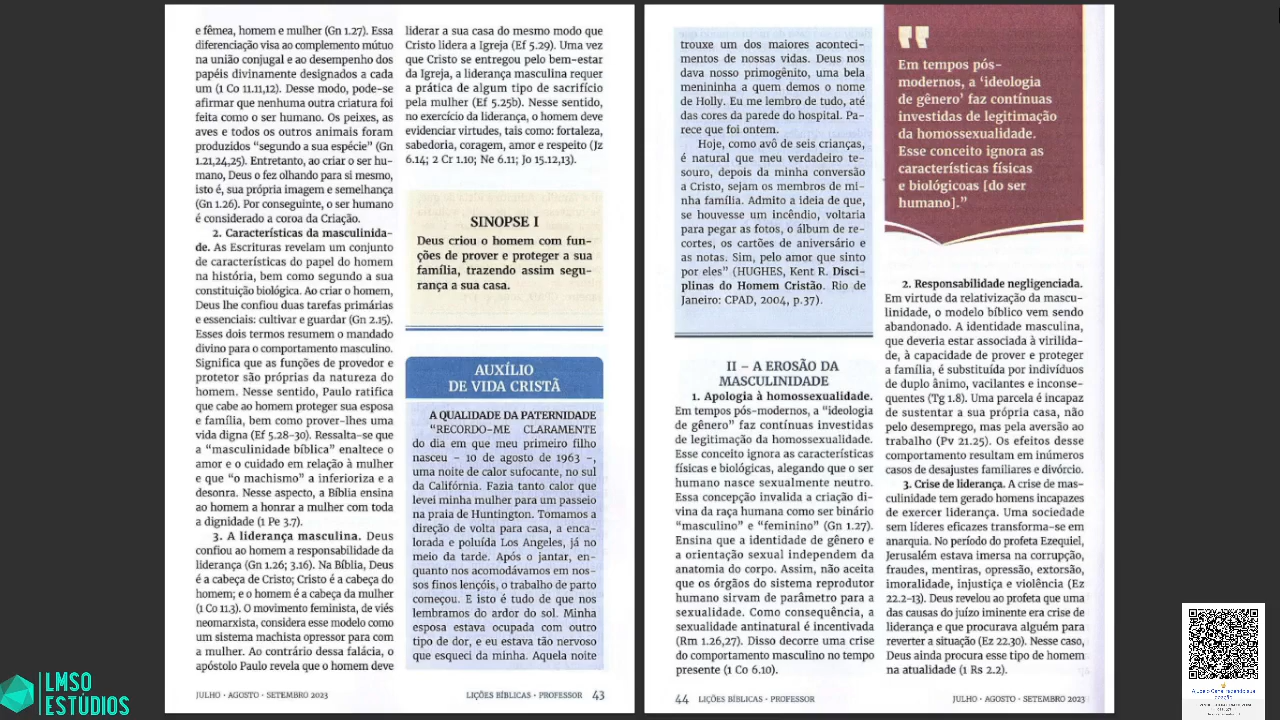 e fêmea, homem e mulher (Gn 1.27). Essa
diferenciação visa ao complemento mútuo
na união conjugal e ao desempenho dos
papéis divinamente designados a cada
um (1 Co 11.11,12). Desse modo, pode-se
afirmar que nenhuma outra criatura foi
feita como o ser humano. Os peixes, as
aves e todos os outros animais foram
produzidos “segundo a sua espécie” (Gn
1.21,24,25). Entretanto, ao criar o ser hu-
mano, Deus o fez olhando para si mesmo,
isto é, sua própria imagem e semelhança
(Gn 1.26). Por conseguinte, o ser humano
é considerado a coroa da Criação.
2. Características da masculinida-
de. As Escrituras revelam um conjunto
de características do papel do homem
na história, bem como segundo a sua
constituição biológica. Ao criar o homem,
Deus lhe confiou duas tarefas primárias
e essenciais: cultivar e guardar (Gn 2.15).
Esses dois termos resumem o mandado
divino para o comportamento masculino.
Significa que as funções de provedor e
protetor são próprias da natureza do
homem. Nesse sentido, Paulo ratifica
que cabe ao homem proteger sua esposa
e família, bem como prover-lhes uma
vida digna (Ef 5.28-30). Ressalta-se que
a “masculinidade bíblica” enaltece o
amor e o cuidado em relação à mulher
e que “o machismo” a inferioriza e a
desonra. Nesse aspecto, a Bíblia ensina
ao homem a honrar a mulher com toda
a dignidade (1 Pe 3.7).
3. A liderança masculina. Deus
confiou ao homem a responsabilidade da
liderança (Gn 1.26; 3.16). Na Bíblia, Deus
é a cabeça de Cristo; Cristo é a cabeça do
homem; e o homem é a cabeça da mulher
(1 Co 11.3). O movimento feminista, de viés
neomarxista, considera esse modelo como
um sistema machista opressor para com
a mulher. Ao contrário dessa falácia, o
apóstolo Paulo revela que o homem deve
liderar a sua casa do mesmo modo que
Cristo lidera a Igreja (Ef 5.29). Uma vez
que Cristo se entregou pelo bem-estar
da Igreja, a liderança masculina requer
a prática de algum tipo de sacrifício
pela mulher (Ef 5.25b). Nesse sentido,
no exercício da liderança, o homem deve
evidenciar virtudes, tais como: fortaleza,
sabedoria, coragem, amor e respeito (Jz
6.14; 2 Cr 1.10; Ne 6.11; Jo 15.12,13).
SINOPSE I
Deus criou o homem com fun-
ções de prover e proteger a sua
família, trazendo assim segu-
rança a sua casa.
AUXÍLIO
DE VIDA CRISTÃ
A QUALIDADE DA PATERNIDADE
“RECORDO-ME CLARAMENTE
do dia em que meu primeiro filho
nasceu – 10 de agosto de 1963 –,
uma noite de calor sufocante, no sul
da Califórnia. Fazia tanto calor que
levei minha mulher para um passeio
na praia de Huntington. Tomamos a
direção de volta para casa, a enca-
lorada e poluída Los Angeles, já no
meio da tarde. Após o jantar, en-
quanto nos acomodávamos em nos-
sos finos lençóis, o trabalho de parto
começou. E isto é tudo de que nos
lembramos do ardor do sol. Minha
esposa estava ocupada com outro
tipo de dor, e eu estava tão nervoso
que esqueci da minha. Aquela noite
JULHO · AGOSTO · SETEMBRO 2023
LIÇÕES BÍBLICAS · PROFESSOR 43
trouxe um dos maiores aconteci-
mentos de nossas vidas. Deus nos
dava nosso primogênito, uma bela
menininha a quem demos o nome
de Holly. Eu me lembro de tudo, até
das cores da parede do hospital. Pa-
rece que foi ontem.
Hoje, como avô de seis crianças,
é natural que meu verdadeiro te-
souro, depois da minha conversão
a Cristo, sejam os membros de mi-
nha família. Admito a ideia de que,
se houvesse um incêndio, voltaria
para pegar as fotos, o álbum de re-
cortes, os cartões de aniversário e
as notas. Sim, pelo amor que sinto
por eles” (HUGHES, Kent R. Disci-
plinas do Homem Cristão. Rio de
Janeiro: CPAD, 2004, p.37).
II – A EROSÃO DA
MASCULINIDADE
1. Apologia à homossexualidade.
Em tempos pós-modernos, a “ideologia
de gênero” faz contínuas investidas
de legitimação da homossexualidade.
Esse conceito ignora as características
físicas e biológicas, alegando que o ser
humano nasce sexualmente neutro.
Essa concepção invalida a criação di-
vina da raça humana como ser binário
“masculino” e “feminino” (Gn 1.27).
Ensina que a identidade de gênero e
a orientação sexual independem da
anatomia do corpo. Assim, não aceita
que os órgãos do sistema reprodutor
humano sirvam de parâmetro para a
sexualidade. Como consequência, a
sexualidade antinatural é incentivada
(Rm 1.26,27). Disso decorre uma crise
do comportamento masculino no tempo
presente (1 Co 6.10).
Em tempos pós-
modernos, a ‘ideologia
de gênero’ faz contínuas
investidas de legitimação
da homossexualidade.
Esse conceito ignora as
características físicas
e biológicoas [do ser
humano].”
2. Responsabilidade negligenciada.
Em virtude da relativização da mascu-
linidade, o modelo bíblico vem sendo
abandonado. A identidade masculina,
que deveria estar associada à virilida-
de, à capacidade de prover e proteger
a família, é substituída por indivíduos
de duplo ânimo, vacilantes e inconse-
quentes (Tg 1.8). Uma parcela é incapaz
de sustentar a sua própria casa, não
pelo desemprego, mas pela aversão ao
trabalho (Pv 21.25). Os efeitos desse
comportamento resultam em inúmeros
casos de desajustes familiares e divórcio.
3. Crise de liderança. A crise de mas-
culinidade tem gerado homens incapazes
de exercer liderança. Uma sociedade
sem líderes eficazes transforma-se em
anarquia. No período do profeta Ezequiel,
Jerusalém estava imersa na corrupção,
fraudes, mentiras, opressão, extorsão,
imoralidade, injustiça e violência (Ez
22.2-13). Deus revelou ao profeta que uma
das causas do juízo iminente era crise de
liderança e que procurava alguém para
reverter a situação (Ez 22.30). Nesse caso,
Deus ainda procura esse tipo de homem
na atualidade (1 Rs 2.2).
44 LIÇÕES BÍBLICAS · PROFESSOR
JULHO · AGOSTO · SETEMBRO 2023
LMSO
ESTUDIOS